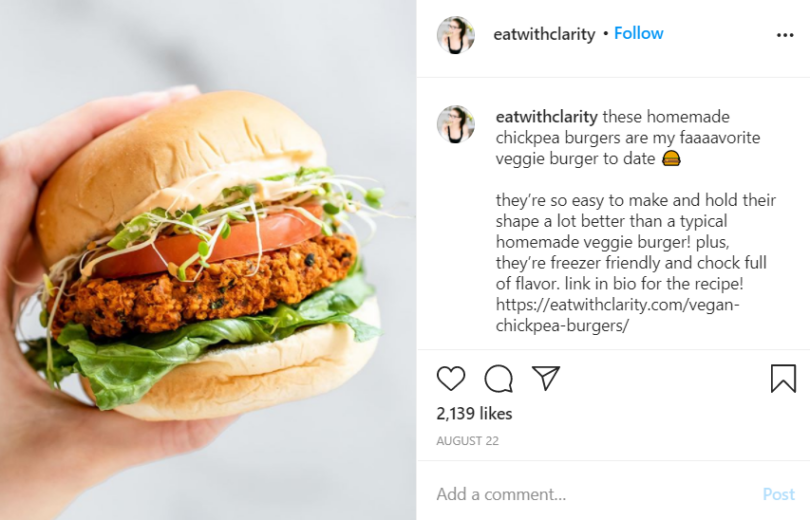 eatwithclarity • Follow
eatwithclarity these homemade
chickpea burgers are my faaaavorite
veggie burger to date 🍔
they're so easy to make and hold their
shape a lot better than a typical
homemade veggie burger! plus,
they're freezer friendly and chock full
of flavor. link in bio for the recipe!
https://eatwithclarity.com/vegan-
chickpea-burgers/
2,139 likes
AUGUST 22
Add a comment...
Post